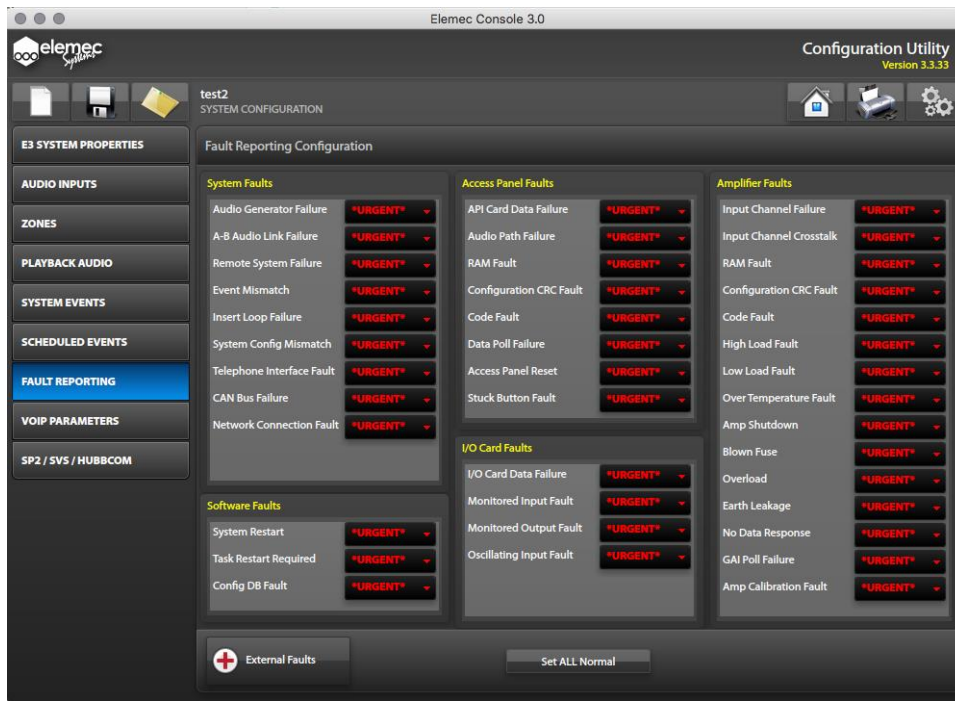 Elemec Console 3.0
elemec
Systems
Configuration Utility
Version 3.3.33
test2
SYSTEM CONFIGURATION
E3 SYSTEM PROPERTIES
AUDIO INPUTS
ZONES
PLAYBACK AUDIO
SYSTEM EVENTS
SCHEDULED EVENTS
FAULT REPORTING
VOIP PARAMETERS
SP2 / SVS / HUBBCOM
Fault Reporting Configuration
System Faults
Audio Generator Failure *URGENT*
A-B Audio Link Failure *URGENT*
Remote System Failure *URGENT*
Event Mismatch *URGENT*
Insert Loop Failure *URGENT*
System Config Mismatch *URGENT*
Telephone Interface Fault *URGENT*
CAN Bus Failure *URGENT*
Network Connection Fault *URGENT*
Software Faults
System Restart *URGENT*
Task Restart Required *URGENT*
Config DB Fault *URGENT*
Access Panel Faults
API Card Data Failure *URGENT*
Audio Path Failure *URGENT*
RAM Fault *URGENT*
Configuration CRC Fault *URGENT*
Code Fault *URGENT*
Data Poll Failure *URGENT*
Access Panel Reset *URGENT*
Stuck Button Fault *URGENT*
I/O Card Faults
I/O Card Data Failure *URGENT*
Monitored Input Fault *URGENT*
Monitored Output Fault *URGENT*
Oscillating Input Fault *URGENT*
Amplifier Faults
Input Channel Failure *URGENT*
Input Channel Crosstalk *URGENT*
RAM Fault *URGENT*
Configuration CRC Fault *URGENT*
Code Fault *URGENT*
High Load Fault *URGENT*
Low Load Fault *URGENT*
Over Temperature Fault *URGENT*
Amp Shutdown *URGENT*
Blown Fuse *URGENT*
Overload *URGENT*
Earth Leakage *URGENT*
No Data Response *URGENT*
GAI Poll Failure *URGENT*
Amp Calibration Fault *URGENT*
External Faults
Set ALL Normal